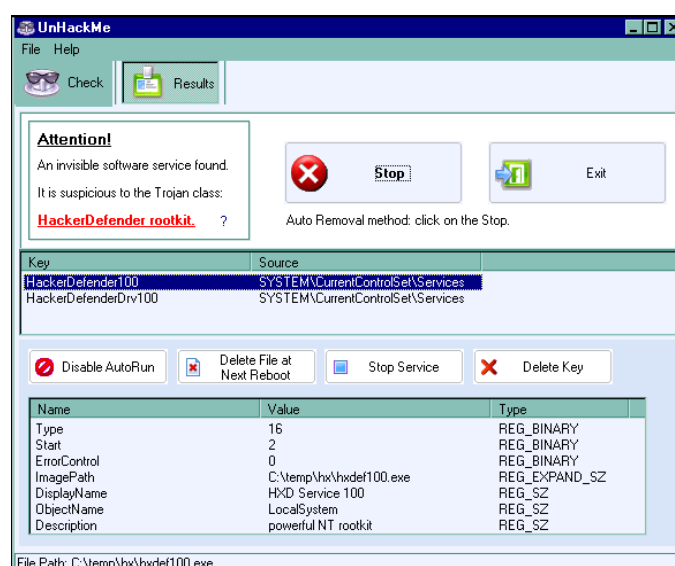 UnHackMe
File Help
Check Results
Attention!
An invisible software service found.
It is suspicious to the Trojan class:
HackerDefender rootkit. ?
Stop
Exit
Auto Removal method: click on the Stop.
Key Source
HackerDefender100 SYSTEM\CurrentControlSet\Services
HackerDefenderDrv100 SYSTEM\CurrentControlSet\Services
Disable AutoRun
Delete File at
Next Reboot
Stop Service
Delete Key
Name Value Type
Type 16 REG_BINARY
Start 2 REG_BINARY
ErrorControl 0 REG_BINARY
ImagePath C:\temp\hx\hxdef100.exe REG_EXPAND_SZ
DisplayName HXD Service 100 REG_SZ
ObjectName LocalSystem REG_SZ
Description powerful NT rootkit REG_SZ
File Path: C:\temp\hx\hxdef100.exe